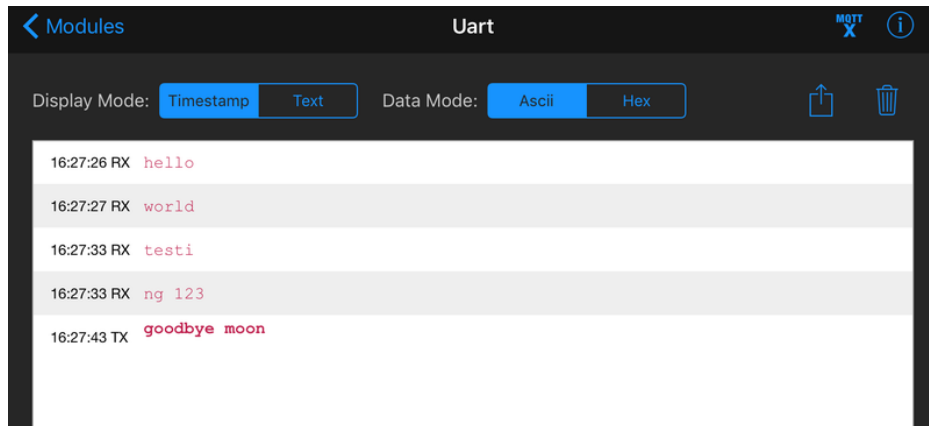 Modules Uart MQTT X i
Display Mode: Timestamp Text Data Mode: Ascii Hex
16:27:26 RX hello
16:27:27 RX world
16:27:33 RX testi
16:27:33 RX ng 123
16:27:43 TX goodbye moon